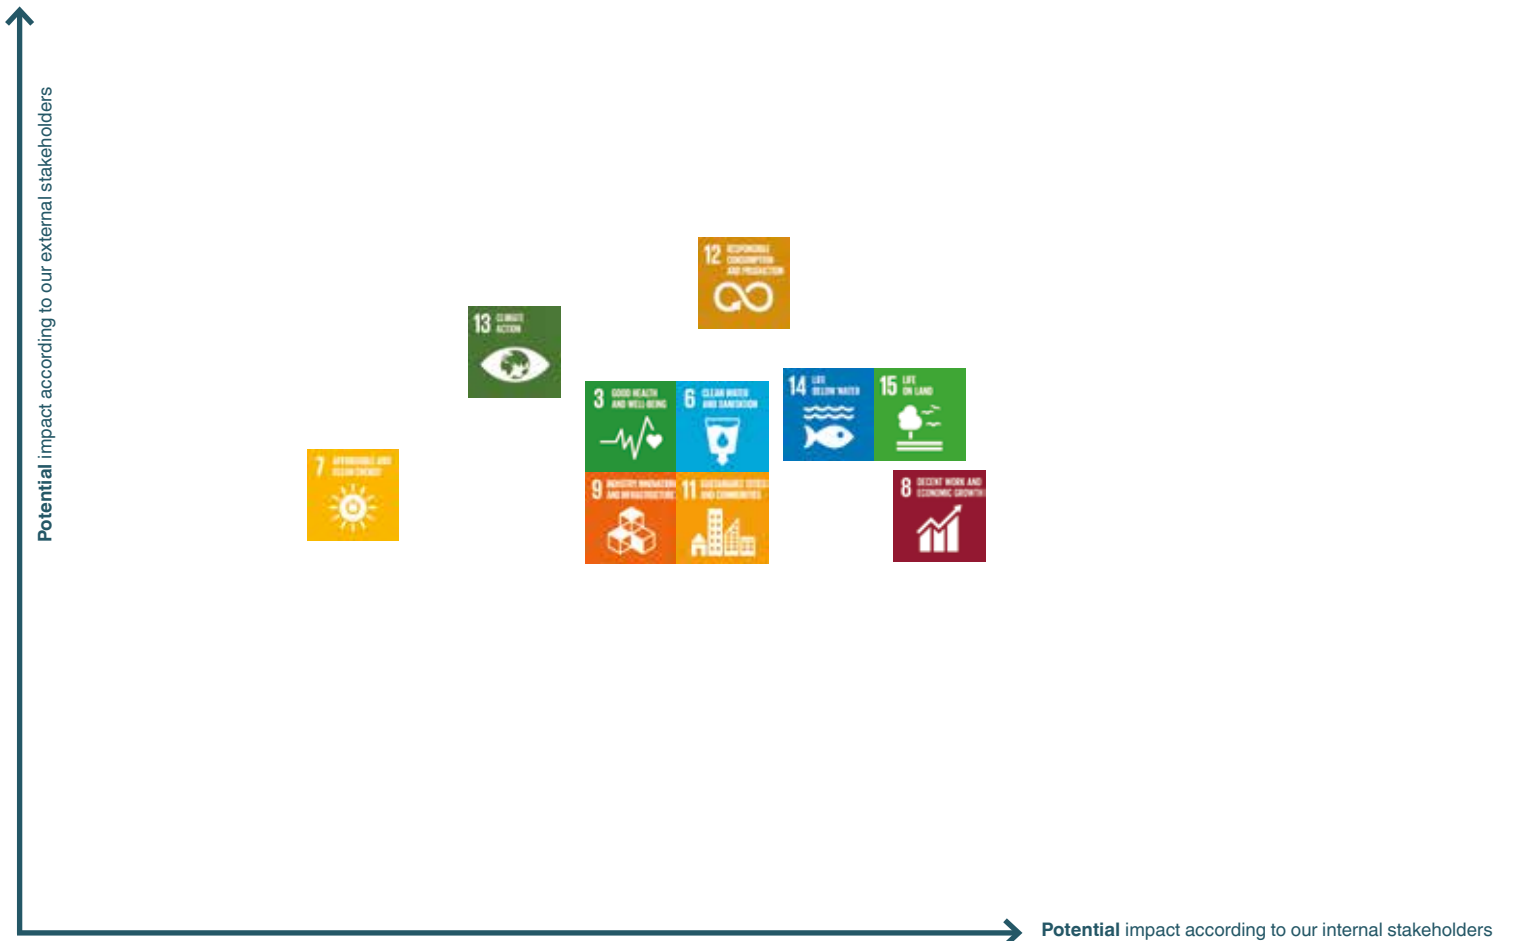 Potential impact according to our external stakeholders
12 RESPONSIBLE
CONSUMPTION
AND PRODUCTION
13 CLIMATE
ACTION
3 GOOD HEALTH
AND WELL-BEING
6 CLEAN WATER
AND SANITATION
14 LIFE
BELOW WATER
15 LIFE
ON LAND
7 AFFORDABLE AND
CLEAN ENERGY
9 INDUSTRY, INNOVATION
AND INFRASTRUCTURE
11 SUSTAINABLE CITIES
AND COMMUNITIES
8 DECENT WORK AND
ECONOMIC GROWTH
Potential impact according to our internal stakeholders